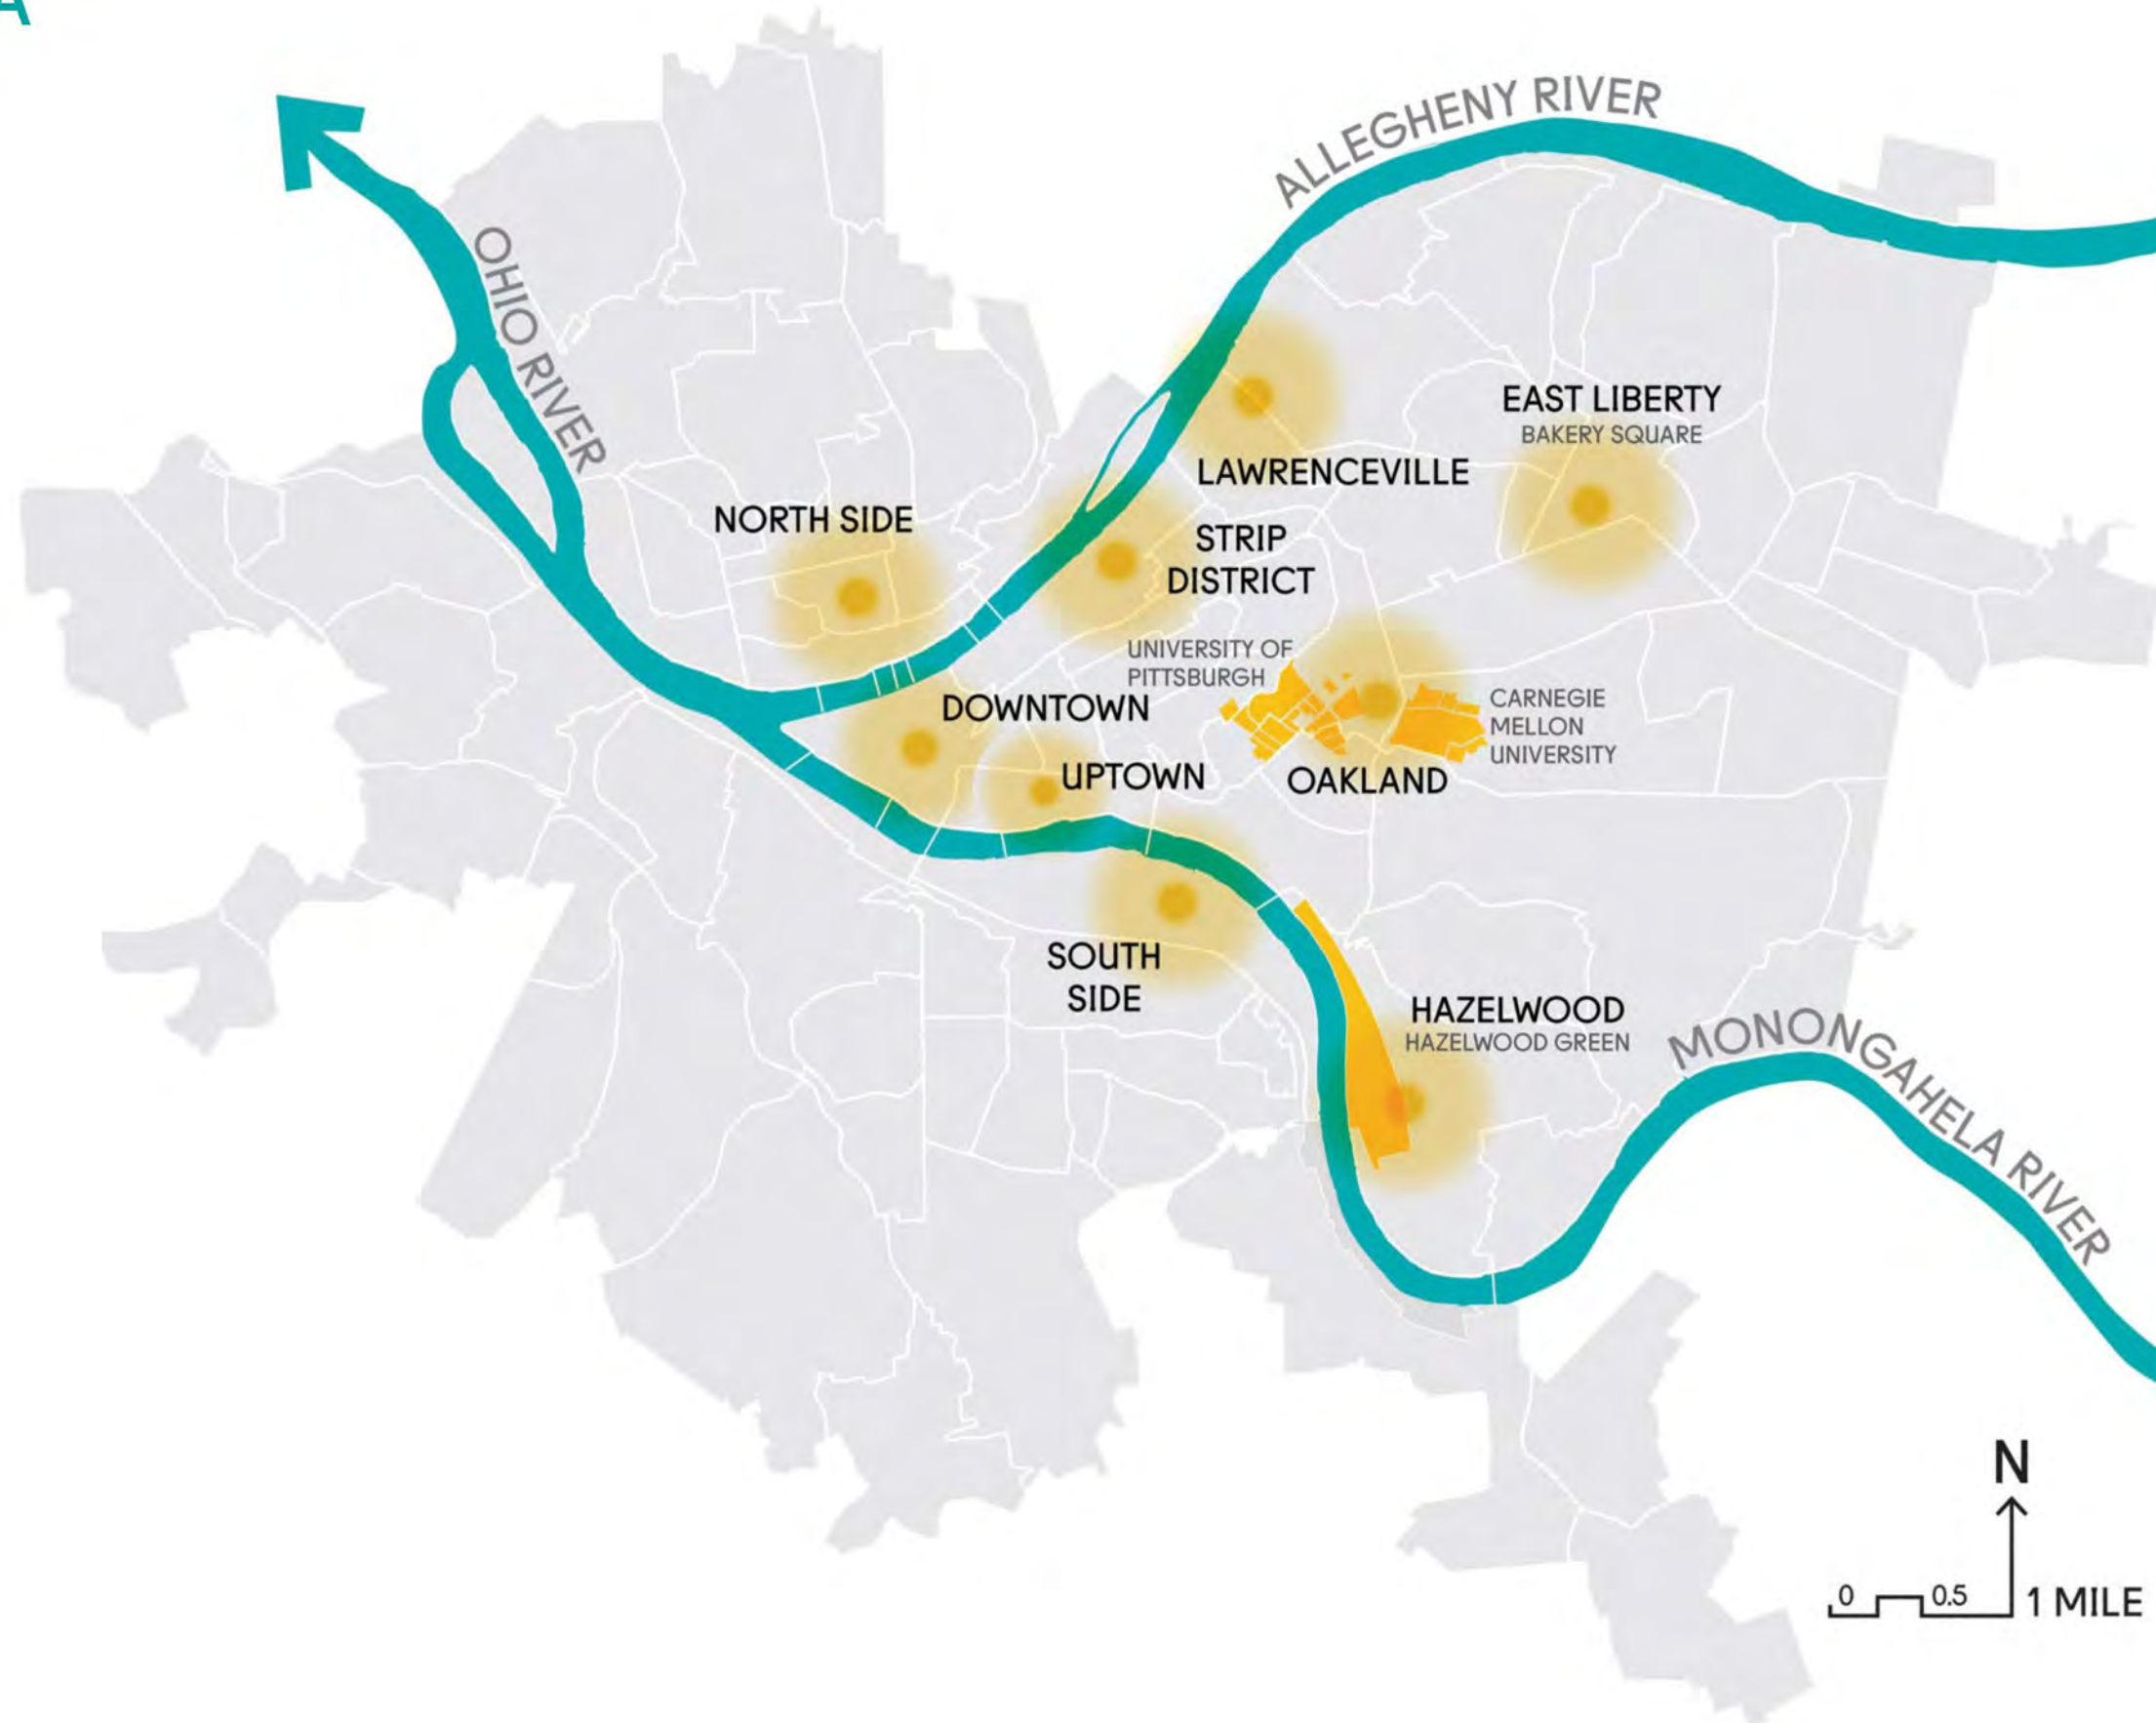 A
ALLEGHENY RIVER
OHIO RIVER
EAST LIBERTY
BAKERY SQUARE
LAWRENCEVILLE
NORTH SIDE
STRIP
DISTRICT
UNIVERSITY OF
PITTSBURGH
DOWNTOWN
CARNEGIE
MELLON
UNIVERSITY
UPTOWN
OAKLAND
SOUTH
SIDE
HAZELWOOD
HAZELWOOD GREEN
MONONGAHELA RIVER
N
0 0.5 1 MILE